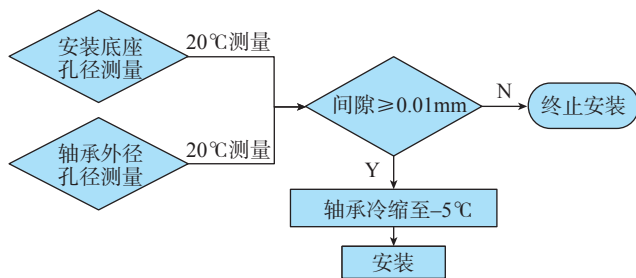 安装底座
孔径测量
20℃测量
轴承外径
孔径测量
20℃测量
间隙≥0.01mm
N
终止安装
Y
轴承冷缩至–5℃
安装